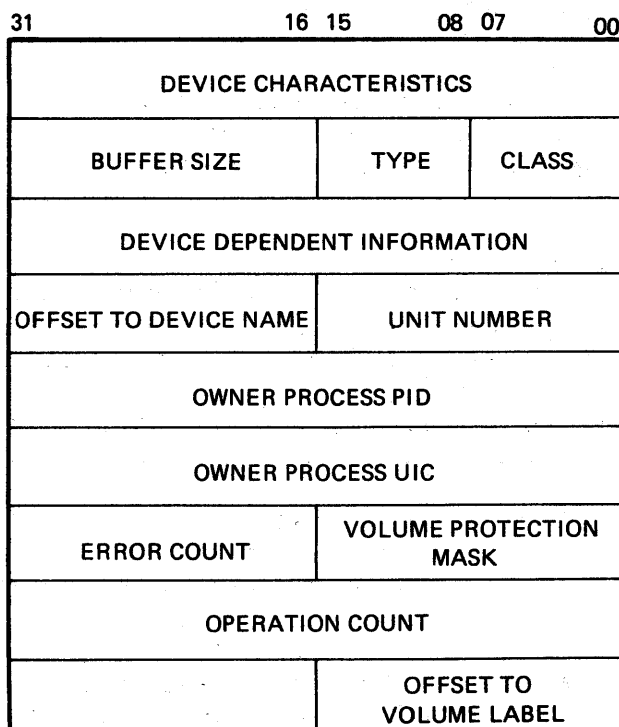 31 16 15 08 07 00
DEVICE CHARACTERISTICS
BUFFER SIZE TYPE CLASS
DEVICE DEPENDENT INFORMATION
OFFSET TO DEVICE NAME UNIT NUMBER
OWNER PROCESS PID
OWNER PROCESS UIC
ERROR COUNT VOLUME PROTECTION
MASK
OPERATION COUNT
OFFSET TO
VOLUME LABEL